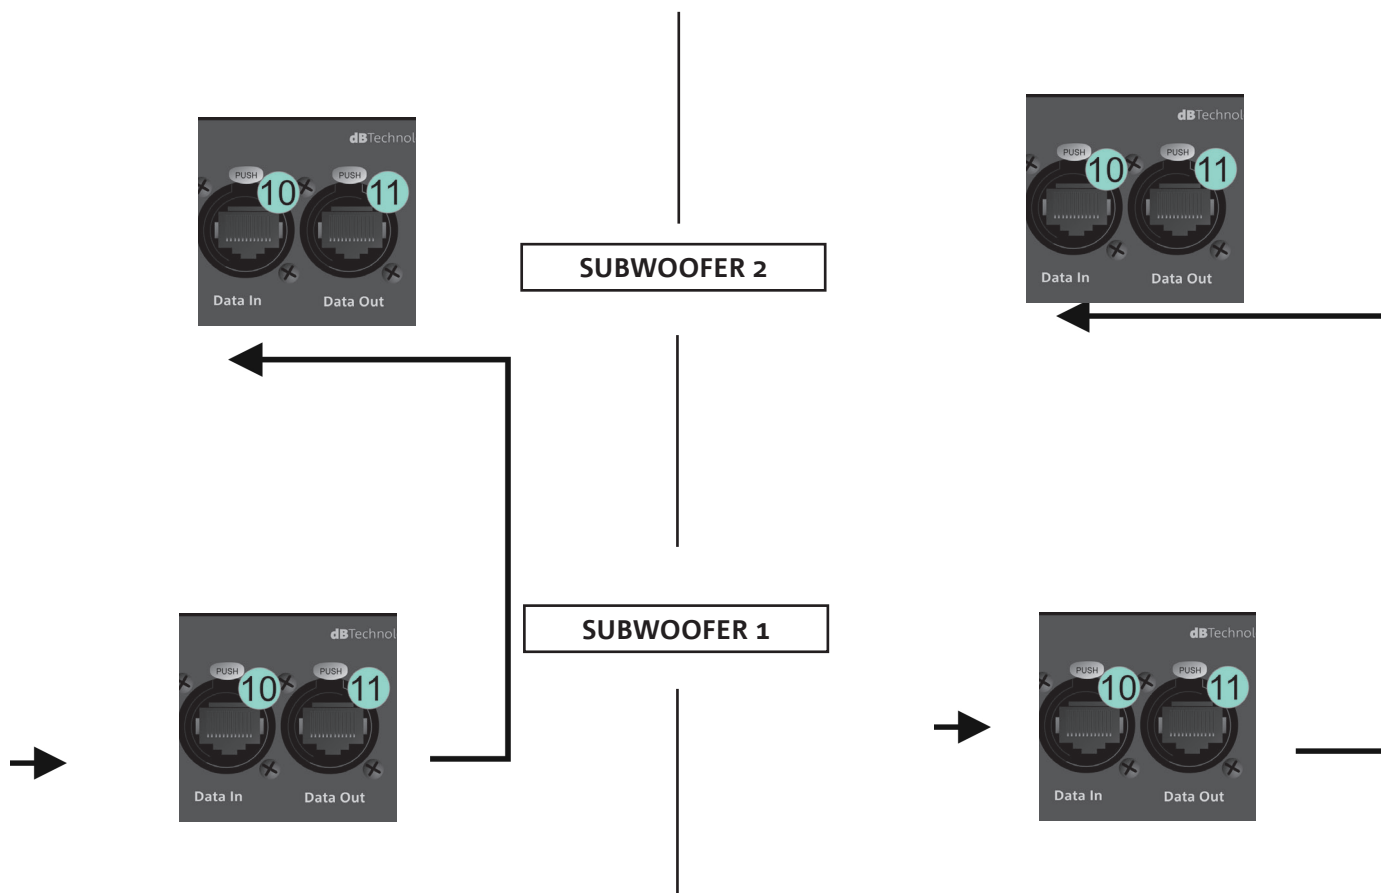 dBTechnol
PUSH
10
PUSH
11
Data In
Data Out
dBTechnol
PUSH
10
PUSH
11
Data In
Data Out
SUBWOOFER 2
SUBWOOFER 1
dBTechnol
PUSH
10
PUSH
11
Data In
Data Out
dBTechnol
PUSH
10
PUSH
11
Data In
Data Out